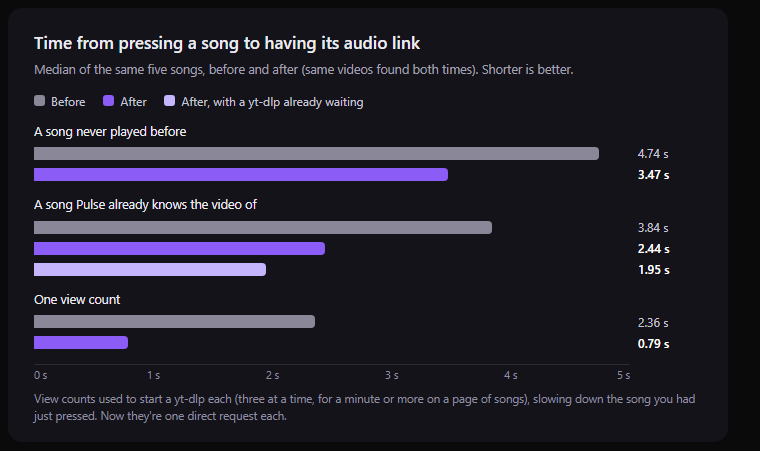 Time from pressing a song to having its audio link
Median of the same five songs, before and after (same videos found both times). Shorter is better.
Before After After, with a yt-dlp already waiting
A song never played before
4.74 s
3.47 s
A song Pulse already knows the video of
3.84 s
2.44 s
1.95 s
One view count
2.36 s
0.79 s
0 s 1 s 2 s 3 s 4 s 5 s
View counts used to start a yt-dlp each (three at a time, for a minute or more on a page of songs), slowing down the song you had
just pressed. Now they're one direct request each.